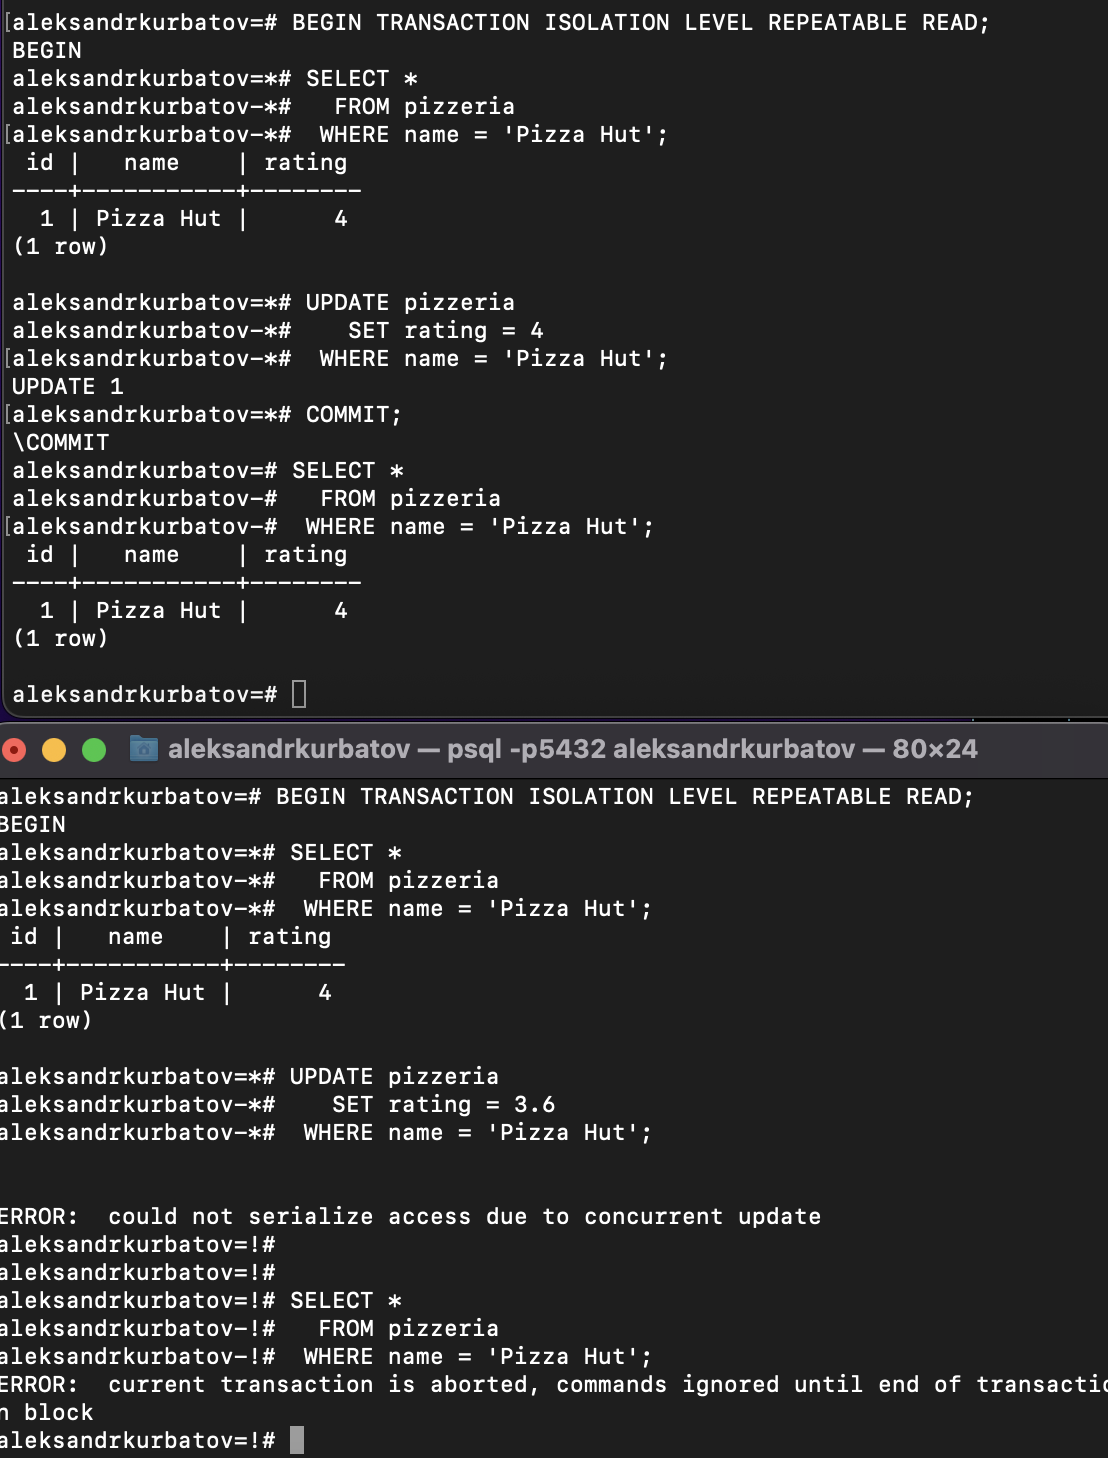 [aleksandrkurbatov=# BEGIN TRANSACTION ISOLATION LEVEL REPEATABLE READ;
BEGIN
aleksandrkurbatov=*# SELECT *
aleksandrkurbatov-*#   FROM pizzeria
[aleksandrkurbatov-*#  WHERE name = 'Pizza Hut';
 id |   name    | rating
----+-----------+--------
  1 | Pizza Hut |      4
(1 row)

aleksandrkurbatov=*# UPDATE pizzeria
aleksandrkurbatov-*#    SET rating = 4
[aleksandrkurbatov-*#  WHERE name = 'Pizza Hut';
UPDATE 1
[aleksandrkurbatov=*# COMMIT;
\COMMIT
aleksandrkurbatov=# SELECT *
aleksandrkurbatov-#   FROM pizzeria
[aleksandrkurbatov-#  WHERE name = 'Pizza Hut';
 id |   name    | rating
----+-----------+--------
  1 | Pizza Hut |      4
(1 row)

aleksandrkurbatov=#
aleksandrkurbatov — psql -p5432 aleksandrkurbatov — 80×24
aleksandrkurbatov=# BEGIN TRANSACTION ISOLATION LEVEL REPEATABLE READ;
BEGIN
aleksandrkurbatov=*# SELECT *
aleksandrkurbatov-*#   FROM pizzeria
aleksandrkurbatov-*#  WHERE name = 'Pizza Hut';
 id |   name    | rating
----+-----------+--------
  1 | Pizza Hut |      4
(1 row)

aleksandrkurbatov=*# UPDATE pizzeria
aleksandrkurbatov-*#    SET rating = 3.6
aleksandrkurbatov-*#  WHERE name = 'Pizza Hut';

ERROR:  could not serialize access due to concurrent update
aleksandrkurbatov=!#
aleksandrkurbatov=!#
aleksandrkurbatov=!# SELECT *
aleksandrkurbatov-!#   FROM pizzeria
aleksandrkurbatov-!#  WHERE name = 'Pizza Hut';
ERROR:  current transaction is aborted, commands ignored until end of transactio
n block
aleksandrkurbatov=!#